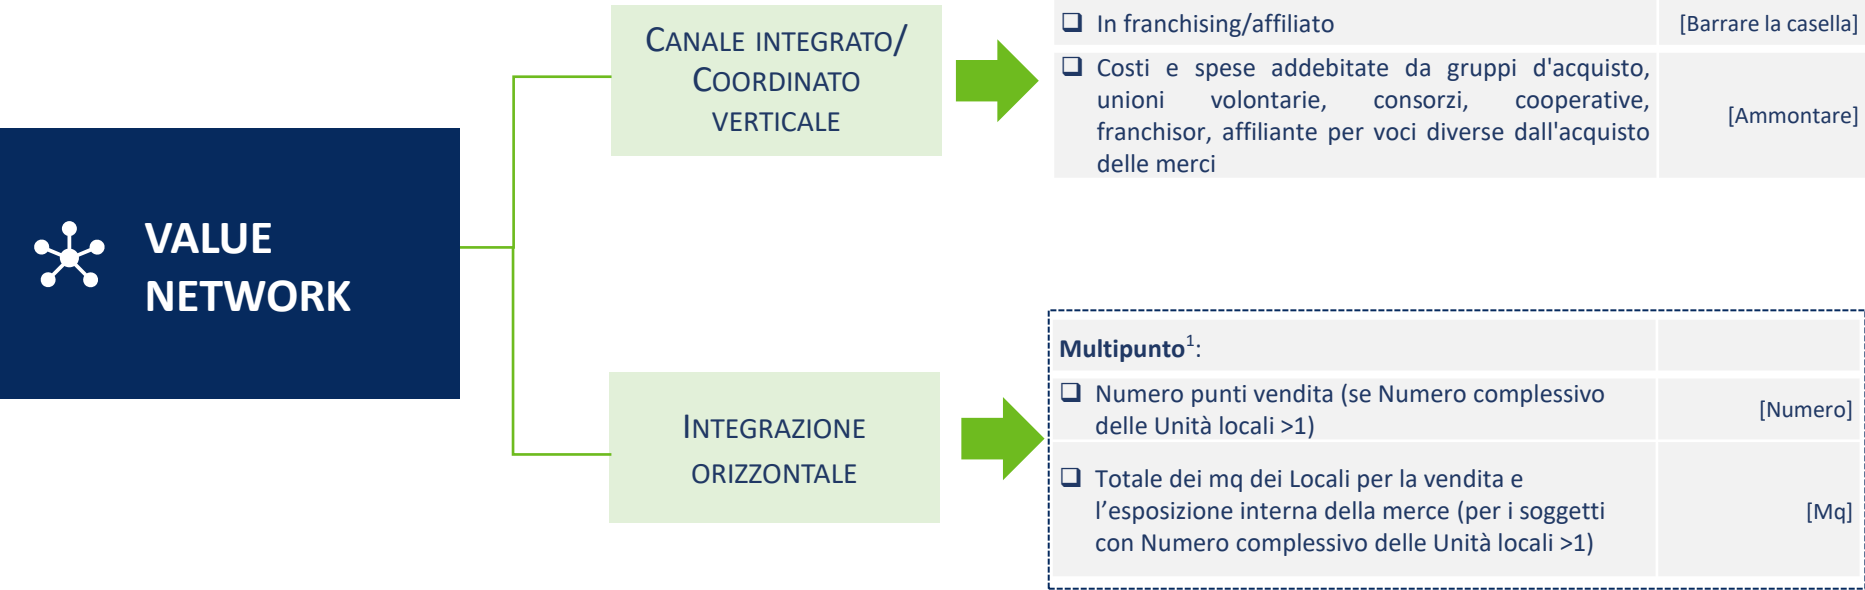 VALUE
NETWORK
CANALE INTEGRATO/
COORDINATO
VERTICALE
❑ In franchising/affiliato [Barrare la casella]
❑ Costi e spese addebitate da gruppi d'acquisto,
unioni volontarie, consorzi, cooperative,
franchisor, affiliante per voci diverse dall'acquisto
delle merci
[Ammontare]
INTEGRAZIONE
ORIZZONTALE
Multipunto¹:
❑ Numero punti vendita (se Numero complessivo
delle Unità locali >1)
[Numero]
❑ Totale dei mq dei Locali per la vendita e
l’esposizione interna della merce (per i soggetti
con Numero complessivo delle Unità locali >1)
[Mq]